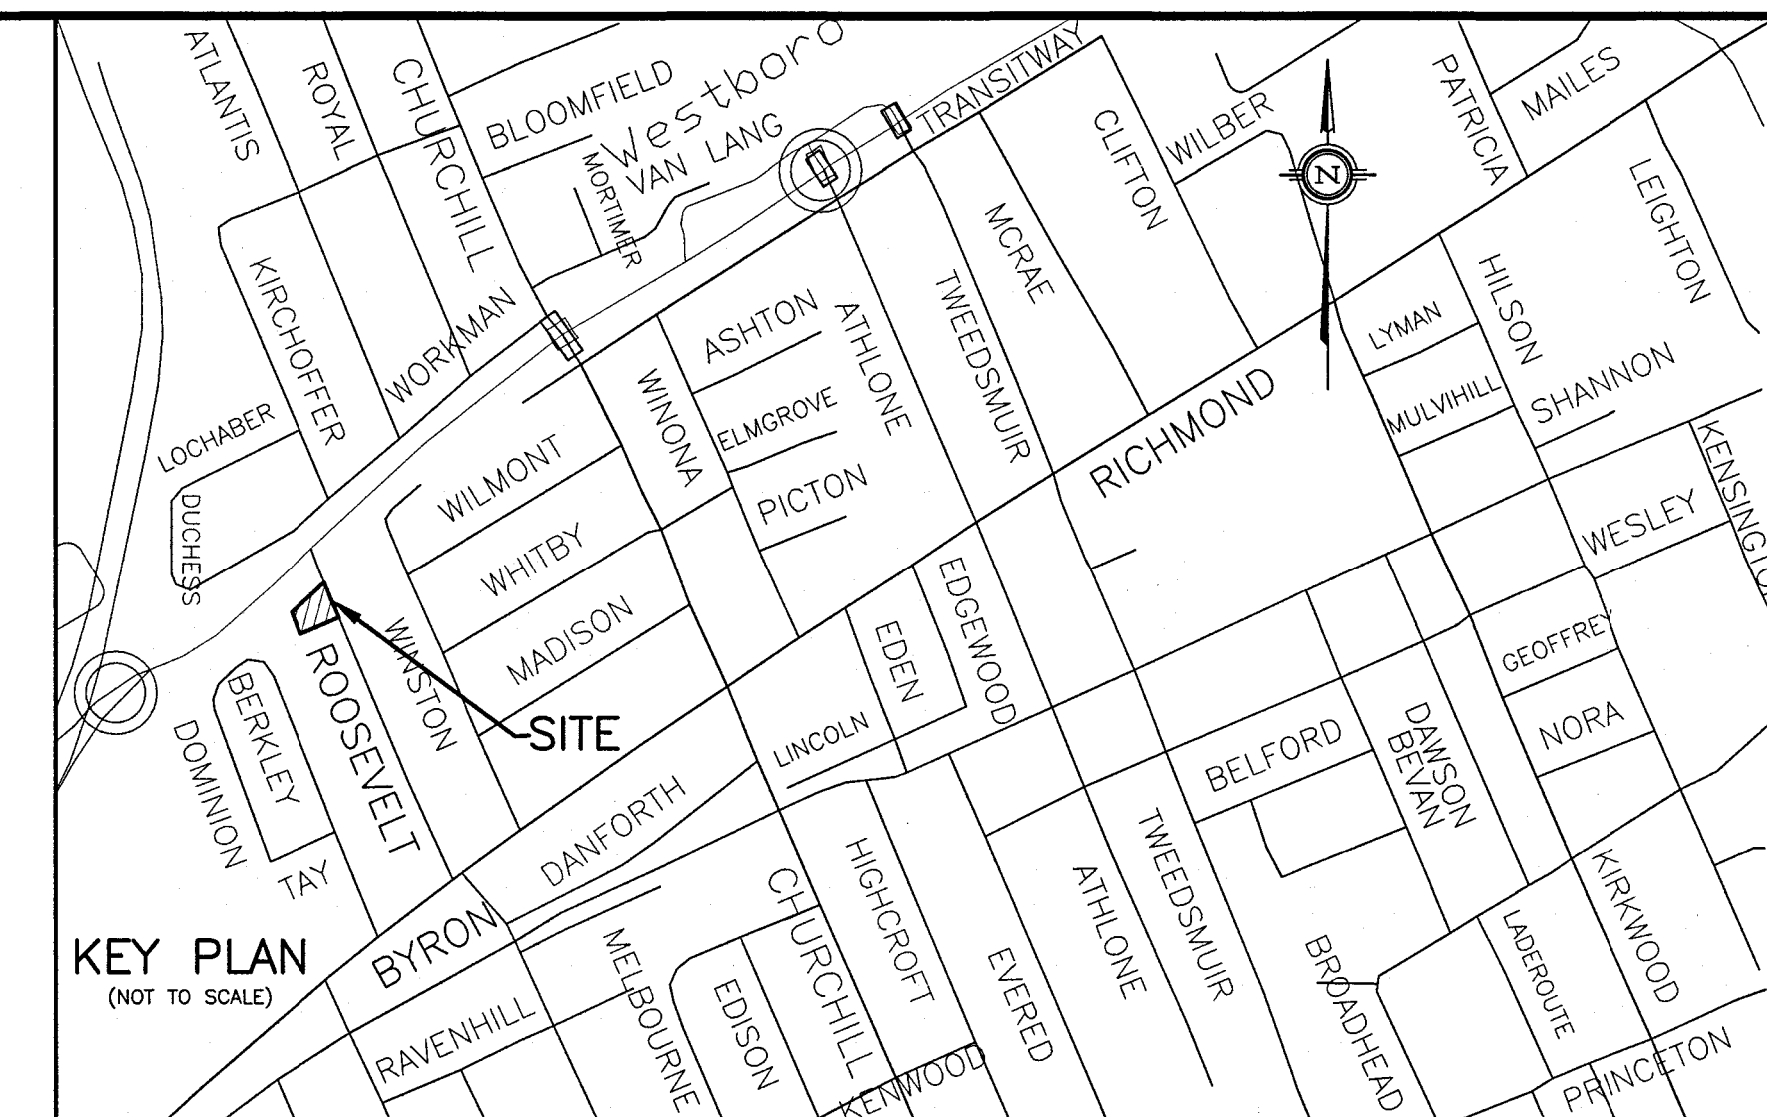 ATLANTIS
ROYAL
CHURCHILL
BLOOMFIELD
Westboro
VAN LANG
MORTIMER
TRANSITWAY
CLIFTON
WILBER
N
PATRICIA
MAILES
LEIGHTON
KIRCHOFFER
WORKMAN
ASHTON
ATHLONE
TWEEDSMUIR
MCRAE
LYMAN
HILSON
SHANNON
MULVIHILL
KENSINGTO
LOCHABER
DUCHESS
WILMONT
WINONA
ELMGROVE
PICTON
RICHMOND
WESLEY
WHITBY
MADISON
EDEN
EDGEWOOD
GEOFFREY
NORA
WINSTON
ROOSEVELT
BERKLEY
DOMINION
SITE
LINCOLN
BELFORD
DAWSON
BEVAN
TAY
DANFORTH
HIGHCROFT
ATHLONE
TWEEDSMUIR
KIRKWOOD
KEY PLAN
(NOT TO SCALE)
BYRON
CHURCHILL
MELBOURNE
EDISON
EVERED
BROADHEAD
LADEROUTE
RAVENHILL
KENWOOD
PRINCETON